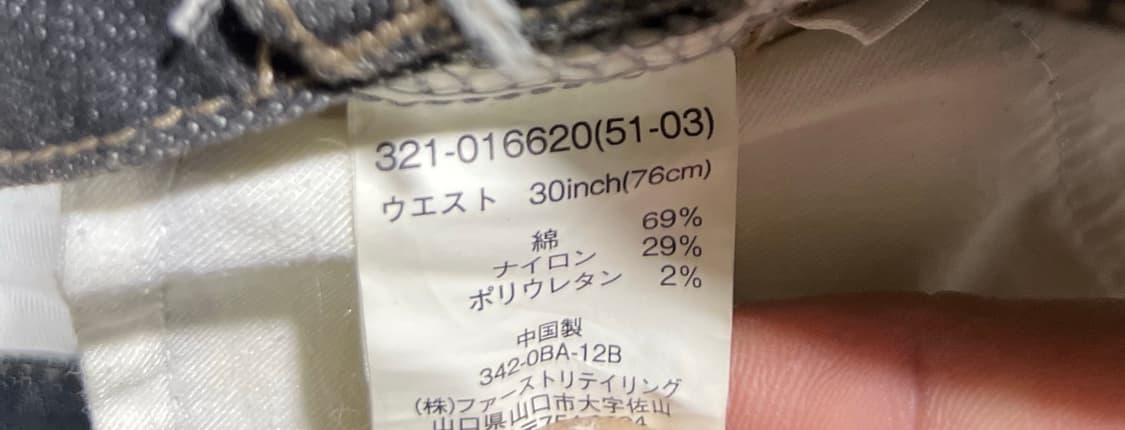 321-016620(51-03)
ウエスト 30inch(76cm)
綿 69%
ナイロン 29%
ポリウレタン 2%
中国製
342-0BA-12B
(株)ファーストリテイリング
山口県山口市大字佐山